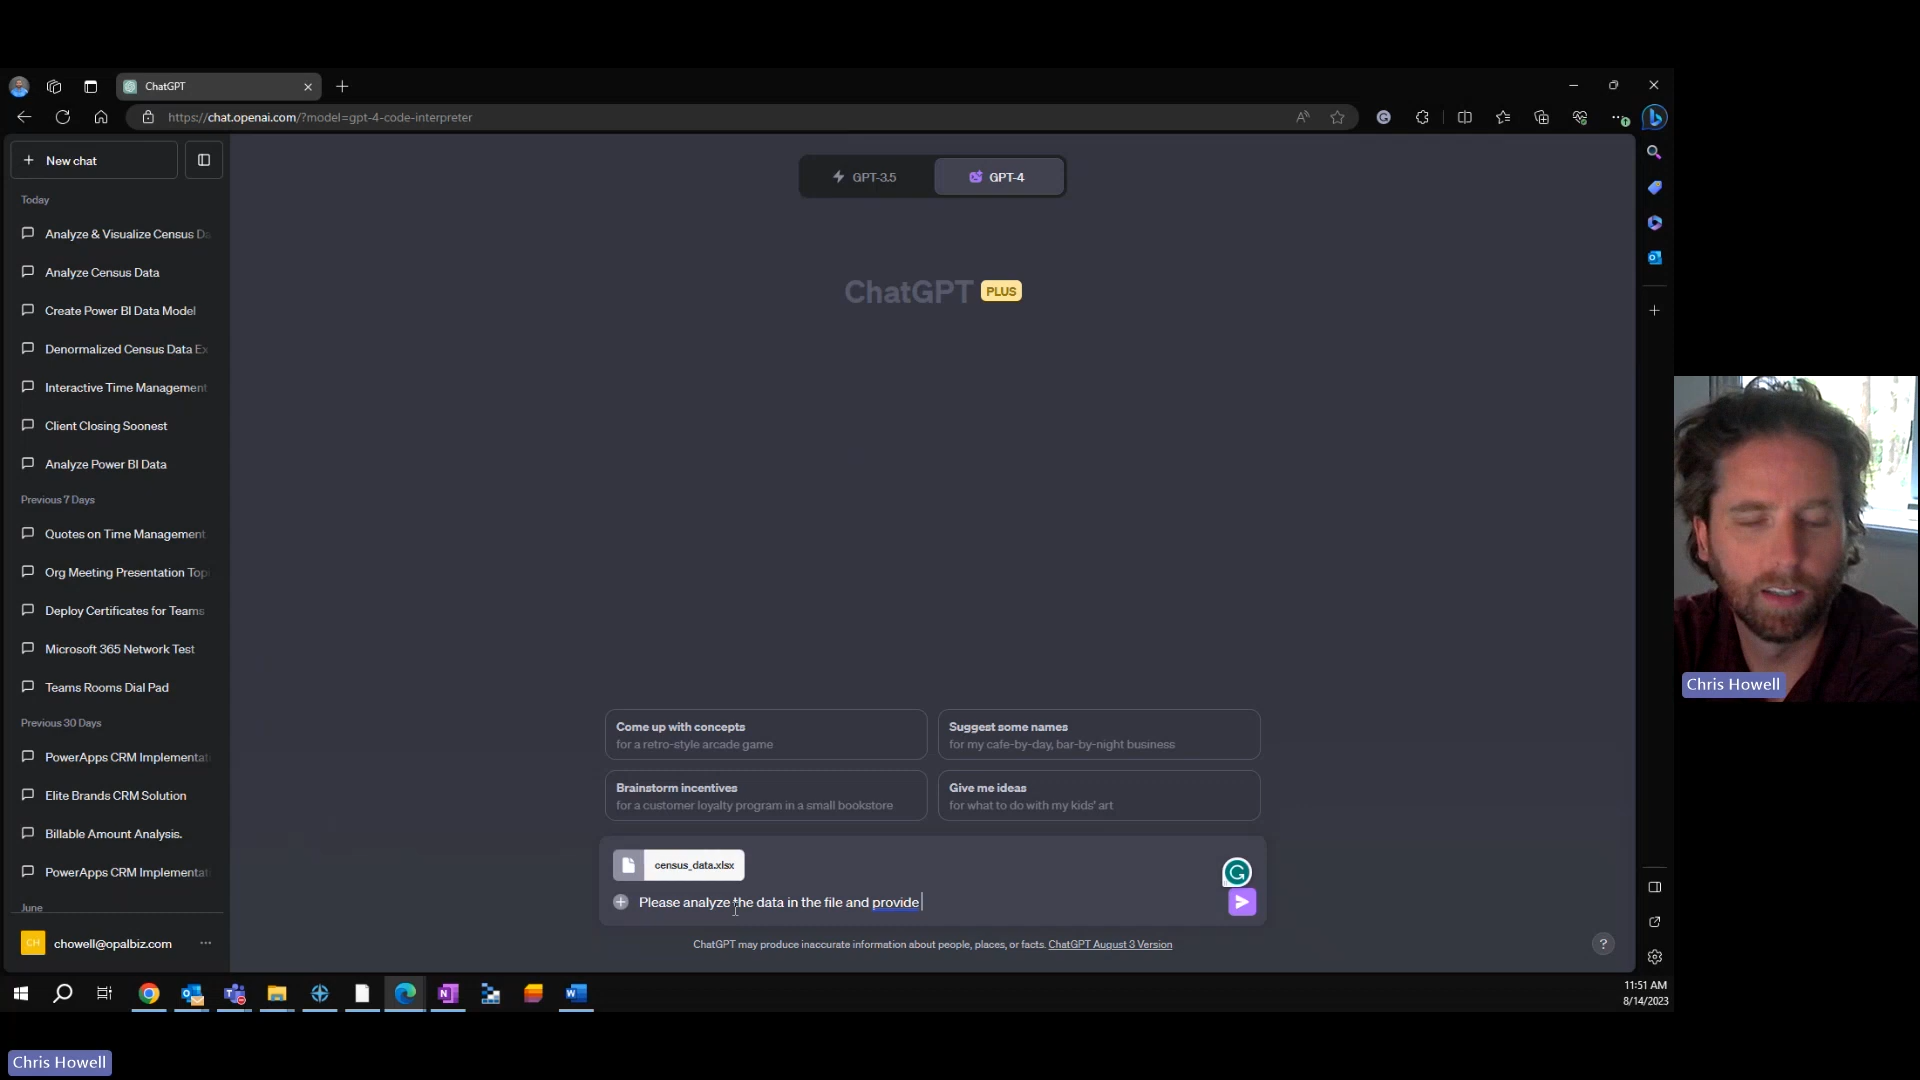 ChatGPT
https://chat.openai.com/?model=gpt-4-code-interpreter
New chat
GPT-3.5
GPT-4
Today
Analyze & Visualize Census Da
Analyze Census Data
Create Power BI Data Model
Denormalized Census Data Ex
Interactive Time Management
Client Closing Soonest
Analyze Power BI Data
Previous 7 Days
Quotes on Time Management
Org Meeting Presentation Top
Deploy Certificates for Teams
Microsoft 365 Network Test
Teams Rooms Dial Pad
Previous 30 Days
PowerApps CRM Implementat
Elite Brands CRM Solution
Billable Amount Analysis.
PowerApps CRM Implementat
June
CH
chowell@opalbiz.com
ChatGPT PLUS
Come up with concepts
for a retro-style arcade game
Suggest some names
for my cafe-by-day, bar-by-night business
Brainstorm incentives
for a customer loyalty program in a small bookstore
Give me ideas
for what to do with my kids' art
census_data.xlsx
Please analyze the data in the file and provide
ChatGPT may produce inaccurate information about people, places, or facts. ChatGPT August 3 Version
?
11:51 AM
8/14/2023
Chris Howell
Chris Howell